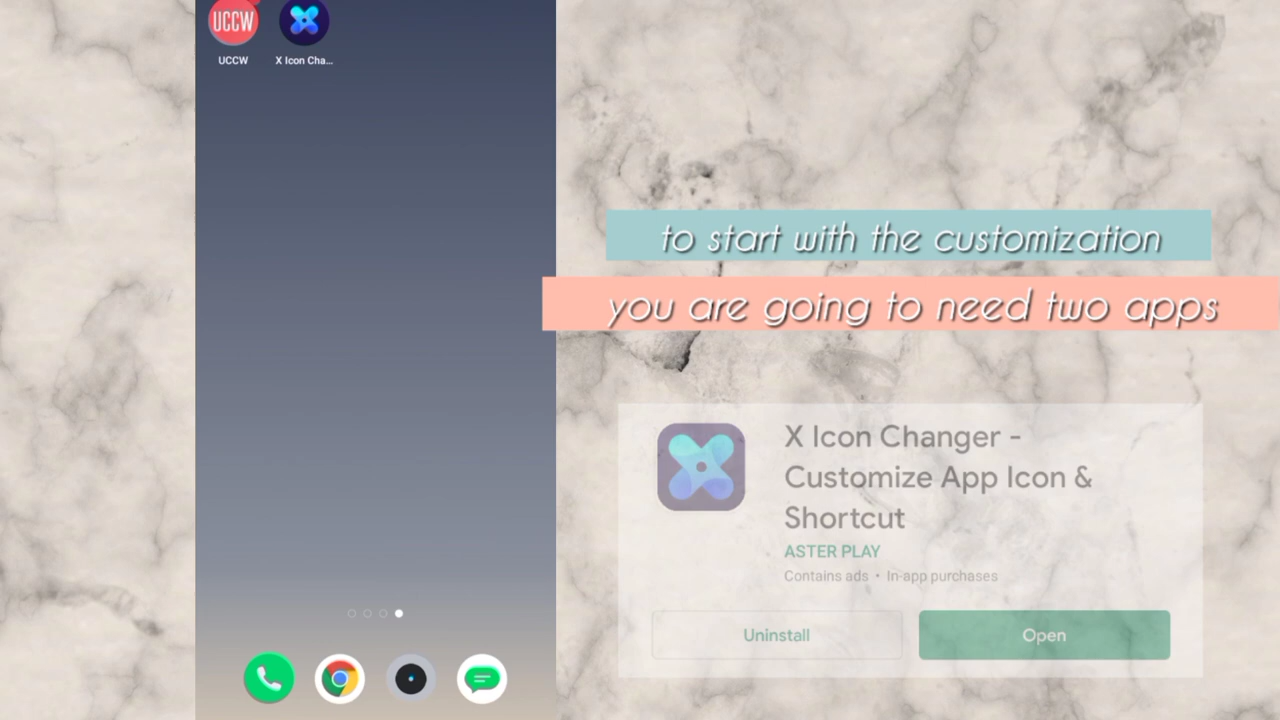 UCCW
UCCW
X Icon Cha...
to start with the customization
you are going to need two apps
X Icon Changer -
Customize App Icon &
Shortcut
ASTER PLAY
Contains ads • In-app purchases
Uninstall
Open